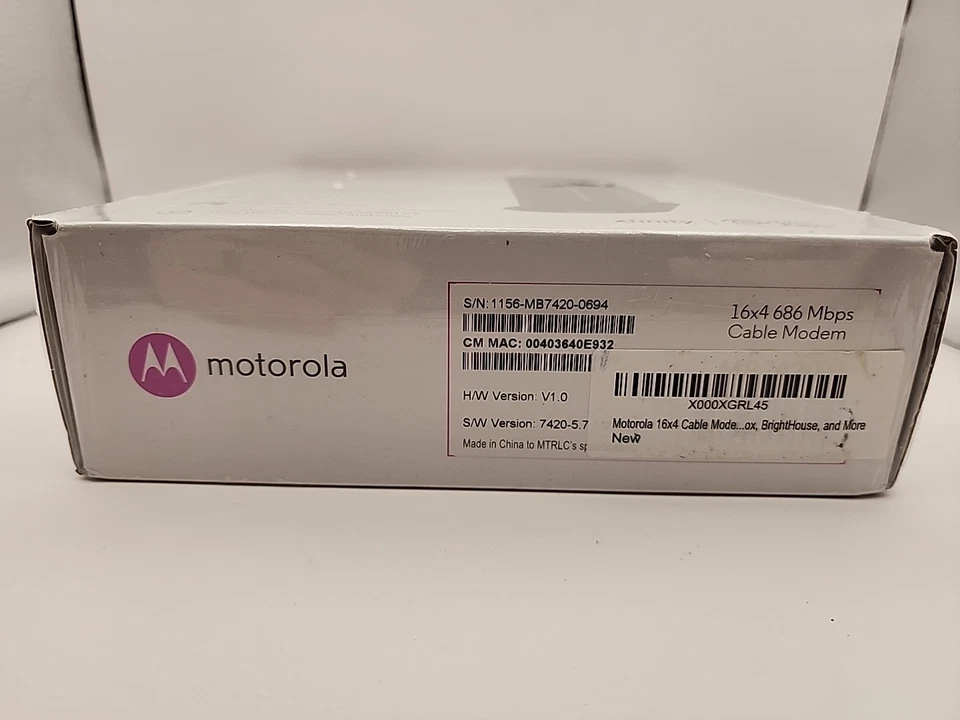 motorola
S/N: 1156-MB7420-0694
CM MAC: 00403640E932
H/W Version: V1.0
S/W Version: 7420-5.7
Made in China to MTRLC's
16x4 686 Mbps
Cable Modem
X000XGRL45
Motorola 16x4 Cable Mode...ox, BrightHouse, and More
New